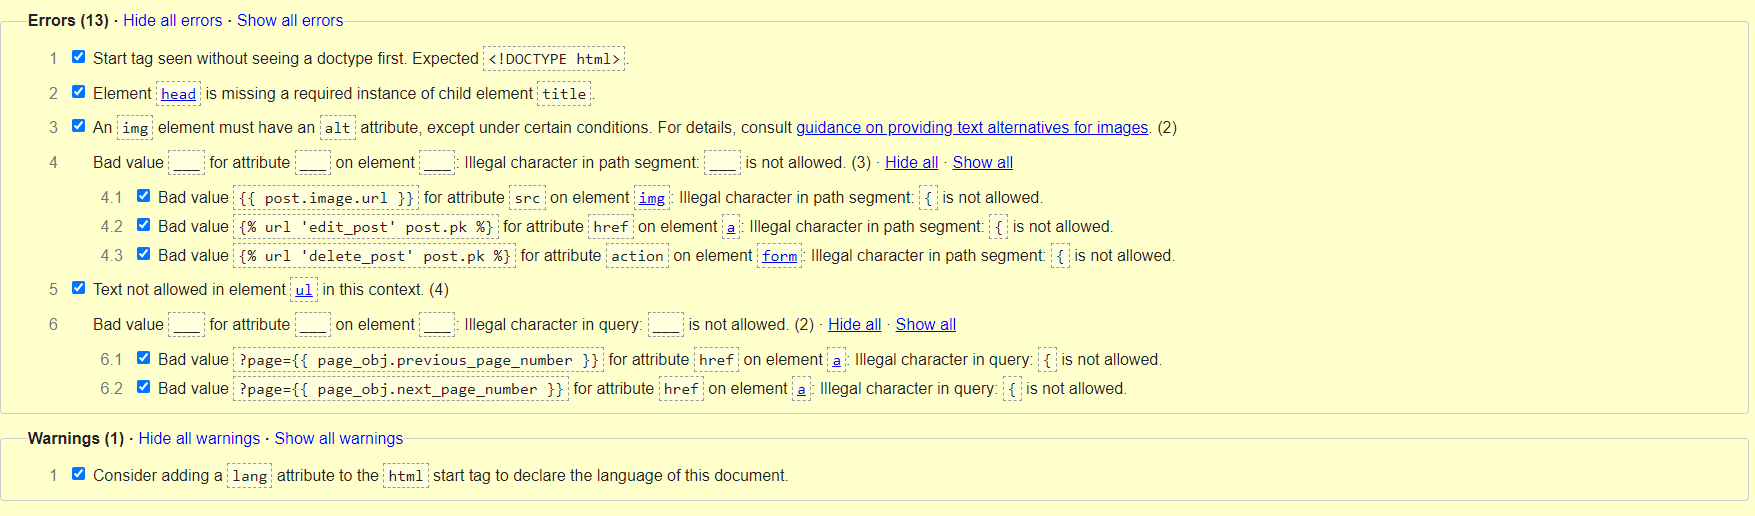 Errors (13) · Hide all errors · Show all errors
1 Start tag seen without seeing a doctype first. Expected <!DOCTYPE html>.
2 Element head is missing a required instance of child element title.
3 An img element must have an alt attribute, except under certain conditions. For details, consult guidance on providing text alternatives for images. (2)
4 Bad value ___ for attribute ___ on element ___: Illegal character in path segment: ___ is not allowed. (3) · Hide all · Show all
4.1 Bad value {{ post.image.url }} for attribute src on element img: Illegal character in path segment: { is not allowed.
4.2 Bad value {% url 'edit_post' post.pk %} for attribute href on element a: Illegal character in path segment: { is not allowed.
4.3 Bad value {% url 'delete_post' post.pk %} for attribute action on element form: Illegal character in path segment: { is not allowed.
5 Text not allowed in element ul in this context. (4)
6 Bad value ___ for attribute ___ on element ___: Illegal character in query: ___ is not allowed. (2) · Hide all · Show all
6.1 Bad value ?page={{ page_obj.previous_page_number }} for attribute href on element a: Illegal character in query: { is not allowed.
6.2 Bad value ?page={{ page_obj.next_page_number }} for attribute href on element a: Illegal character in query: { is not allowed.
Warnings (1) · Hide all warnings · Show all warnings
1 Consider adding a lang attribute to the html start tag to declare the language of this document.